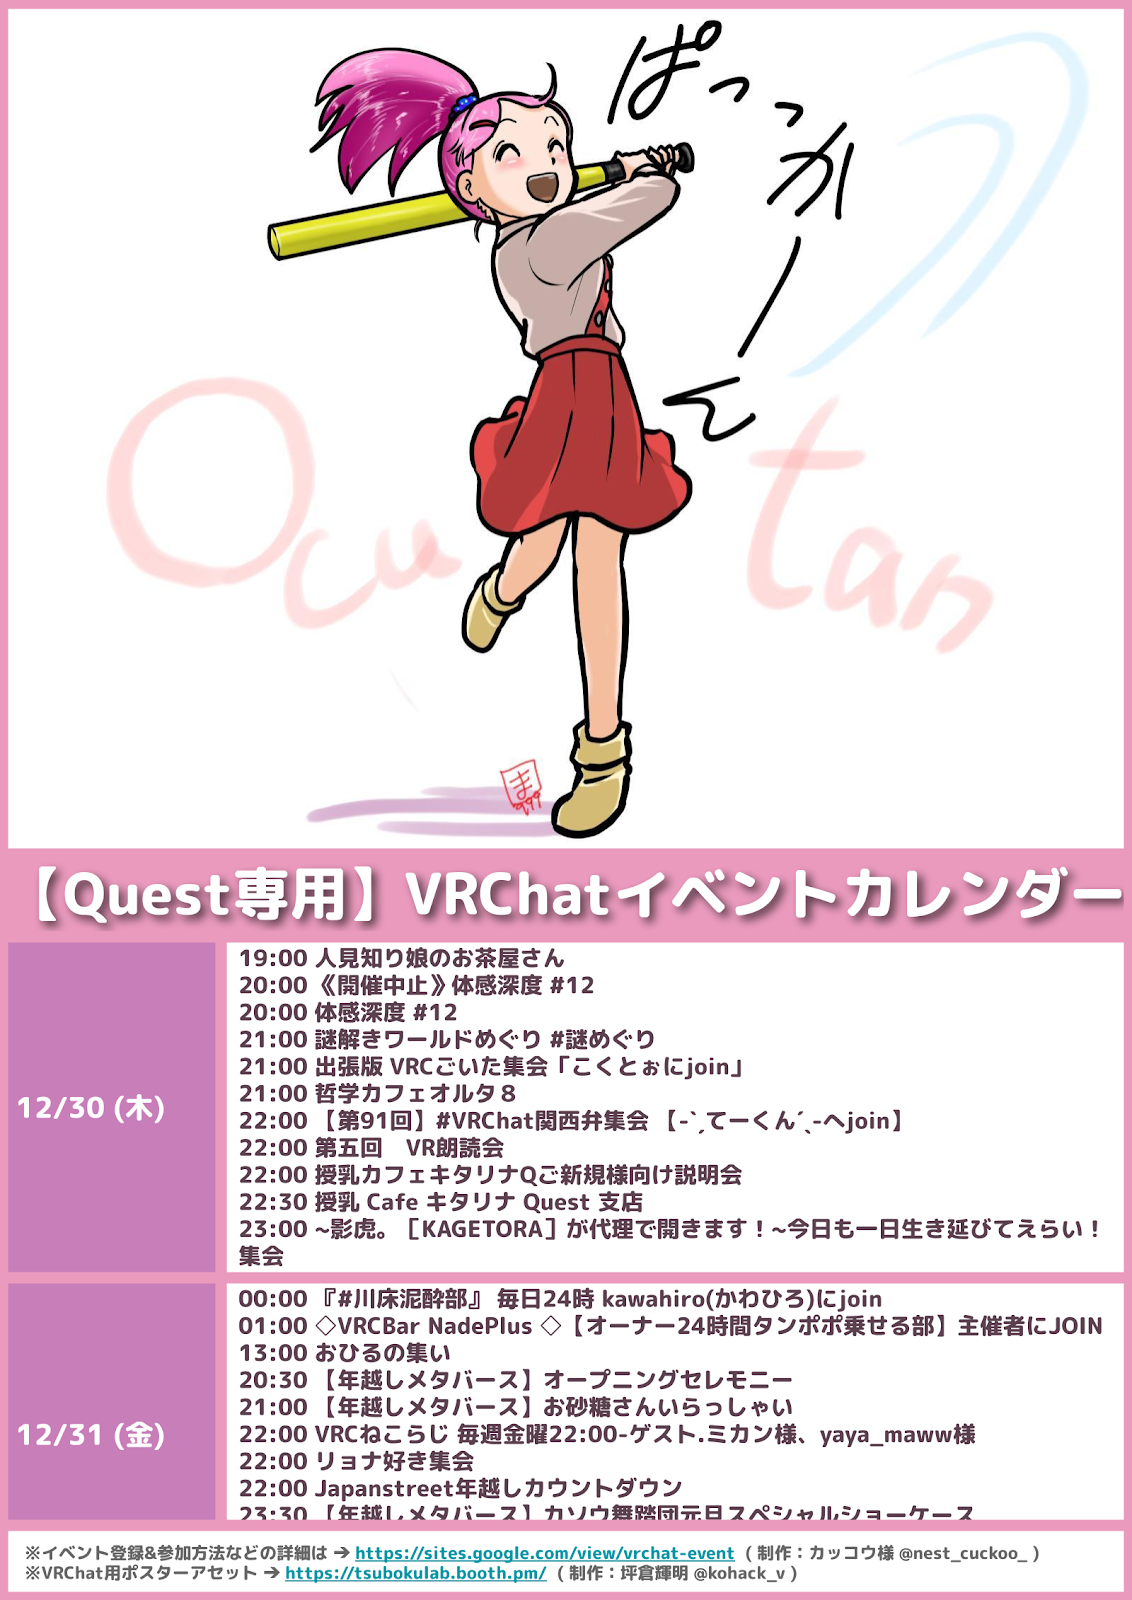 ぱっっかーん
Ocu tan
ま
999
【Quest専用】VRChatイベントカレンダー
12/30 (木)
19:00 人見知り娘のお茶屋さん
20:00 《開催中止》体感深度 #12
20:00 体感深度 #12
21:00 謎解きワールドめぐり #謎めぐり
21:00 出張版 VRCごいた集会「こくとぉにjoin」
21:00 哲学カフェオルタ８
22:00 【第91回】#VRChat関西弁集会 【-ˋˏてーくんˊˎ-へjoin】
22:00 第五回　VR朗読会
22:00 授乳カフェキタリナQご新規様向け説明会
22:30 授乳 Cafe キタリナ Quest 支店
23:00 ~影虎。［KAGETORA］が代理で開きます！~今日も一日生き延びてえらい！
集会
12/31 (金)
00:00 『#川床泥酔部』 毎日24時 kawahiro(かわひろ)にjoin
01:00 ◇VRCBar NadePlus ◇【オーナー24時間タンポポ乗せる部】主催者にJOIN
13:00 おひるの集い
20:30 【年越しメタバース】オープニングセレモニー
21:00 【年越しメタバース】お砂糖さんいらっしゃい
22:00 VRCねこらじ 毎週金曜22:00-ゲスト.ミカン様、yaya_maww様
22:00 リョナ好き集会
22:00 Japanstreet年越しカウントダウン
23:30 【年越しメタバース】カソウ舞踏団元旦スペシャルショーケース
※イベント登録&参加方法などの詳細は ➔ https://sites.google.com/view/vrchat-event （制作：カッコウ様 @nest_cuckoo_ ）
※VRChat用ポスターアセット ➔ https://tsubokulab.booth.pm/ （制作：坪倉輝明 @kohack_v ）